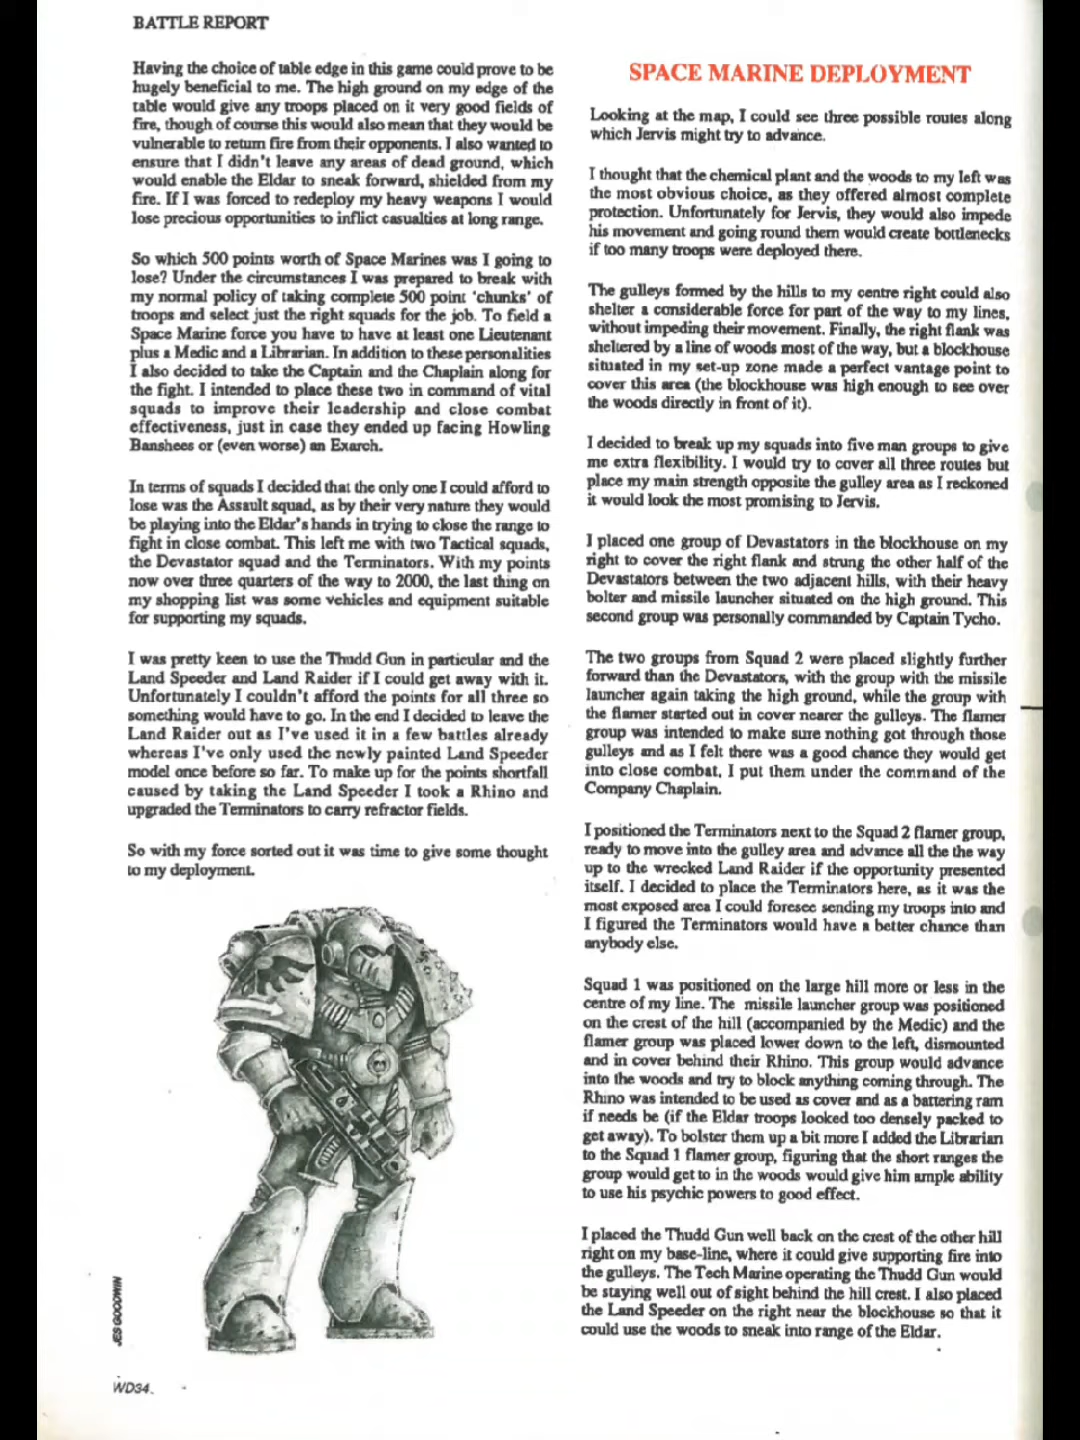 BATTLE REPORT
Having the choice of table edge in this game could prove to be
hugely beneficial to me. The high ground on my edge of the
table would give any troops placed on it very good fields of
fire, though of course this would also mean that they would be
vulnerable to return fire from their opponents. I also wanted to
ensure that I didn't leave any areas of dead ground, which
would enable the Eldar to sneak forward, shielded from my
fire. If I was forced to redeploy my heavy weapons I would
lose precious opportunities to inflict casualties at long range.
So which 500 points worth of Space Marines was I going to
lose? Under the circumstances I was prepared to break with
my normal policy of taking complete 500 point 'chunks' of
troops and select just the right squads for the job. To field a
Space Marine force you have to have at least one Lieutenant
plus a Medic and a Librarian. In addition to these personalities
I also decided to take the Captain and the Chaplain along for
the fight. I intended to place these two in command of vital
squads to improve their leadership and close combat
effectiveness, just in case they ended up facing Howling
Banshees or (even worse) an Exarch.
In terms of squads I decided that the only one I could afford to
lose was the Assault squad, as by their very nature they would
be playing into the Eldar's hands in trying to close the range to
fight in close combat. This left me with two Tactical squads,
the Devastator squad and the Terminators. With my points
now over three quarters of the way to 2000, the last thing on
my shopping list was some vehicles and equipment suitable
for supporting my squads.
I was pretty keen to use the Thudd Gun in particular and the
Land Speeder and Land Raider if I could get away with it.
Unfortunately I couldn't afford the points for all three so
something would have to go. In the end I decided to leave the
Land Raider out as I've used it in a few battles already
whereas I've only used the newly painted Land Speeder
model once before so far. To make up for the points shortfall
caused by taking the Land Speeder I took a Rhino and
upgraded the Terminators to carry refractor fields.
So with my force sorted out it was time to give some thought
to my deployment.
JES GOODWIN
WD34
SPACE MARINE DEPLOYMENT
Looking at the map, I could see three possible routes along
which Jervis might try to advance.
I thought that the chemical plant and the woods to my left was
the most obvious choice, as they offered almost complete
protection. Unfortunately for Jervis, they would also impede
his movement and going round them would create bottlenecks
if too many troops were deployed there.
The gulleys formed by the hills to my centre right could also
shelter a considerable force for part of the way to my lines,
without impeding their movement. Finally, the right flank was
sheltered by a line of woods most of the way, but a blockhouse
situated in my set-up zone made a perfect vantage point to
cover this area (the blockhouse was high enough to see over
the woods directly in front of it).
I decided to break up my squads into five man groups to give
me extra flexibility. I would try to cover all three routes but
place my main strength opposite the gulley area as I reckoned
it would look the most promising to Jervis.
I placed one group of Devastators in the blockhouse on my
right to cover the right flank and strung the other half of the
Devastators between the two adjacent hills, with their heavy
bolter and missile launcher situated on the high ground. This
second group was personally commanded by Captain Tycho.
The two groups from Squad 2 were placed slightly further
forward than the Devastators, with the group with the missile
launcher again taking the high ground, while the group with
the flamer started out in cover nearer the gulleys. The flamer
group was intended to make sure nothing got through those
gulleys and as I felt there was a good chance they would get
into close combat, I put them under the command of the
Company Chaplain.
I positioned the Terminators next to the Squad 2 flamer group,
ready to move into the gulley area and advance all the the way
up to the wrecked Land Raider if the opportunity presented
itself. I decided to place the Terminators here, as it was the
most exposed area I could foresee sending my troops into and
I figured the Terminators would have a better chance than
anybody else.
Squad 1 was positioned on the large hill more or less in the
centre of my line. The missile launcher group was positioned
on the crest of the hill (accompanied by the Medic) and the
flamer group was placed lower down to the left, dismounted
and in cover behind their Rhino. This group would advance
into the woods and try to block anything coming through. The
Rhino was intended to be used as cover and as a battering ram
if needs be (if the Eldar troops looked too densely packed to
get away). To bolster them up a bit more I added the Librarian
to the Squad 1 flamer group, figuring that the short ranges the
group would get to in the woods would give him ample ability
to use his psychic powers to good effect.
I placed the Thudd Gun well back on the crest of the other hill
right on my base-line, where it could give supporting fire into
the gulleys. The Tech Marine operating the Thudd Gun would
be staying well out of sight behind the hill crest. I also placed
the Land Speeder on the right near the blockhouse so that it
could use the woods to sneak into range of the Eldar.